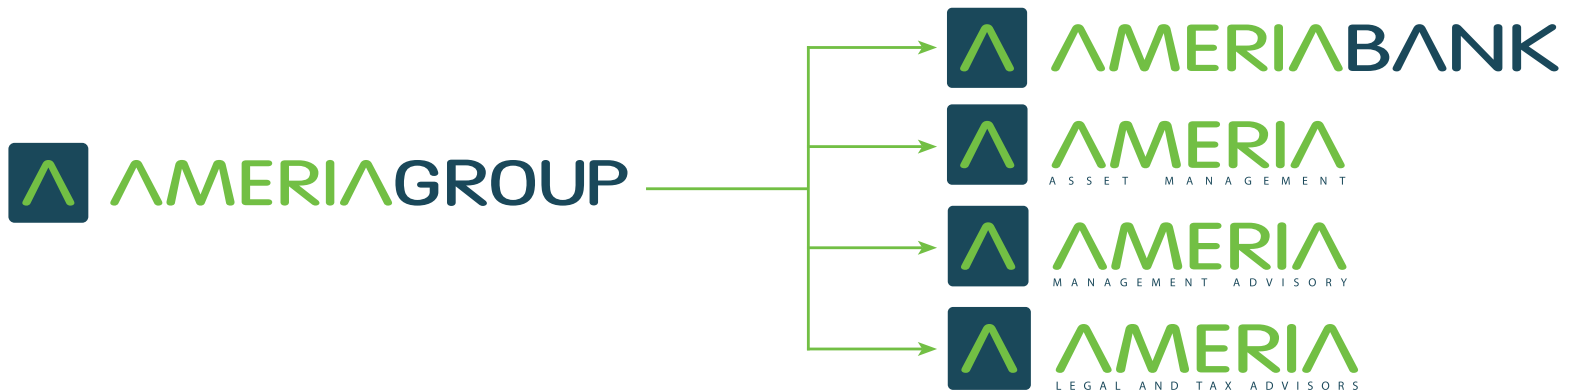 AMERIAGROUP
AMERIABANK
AMERIA
ASSET MANAGEMENT
AMERIA
MANAGEMENT ADVISORY
AMERIA
LEGAL AND TAX ADVISORS